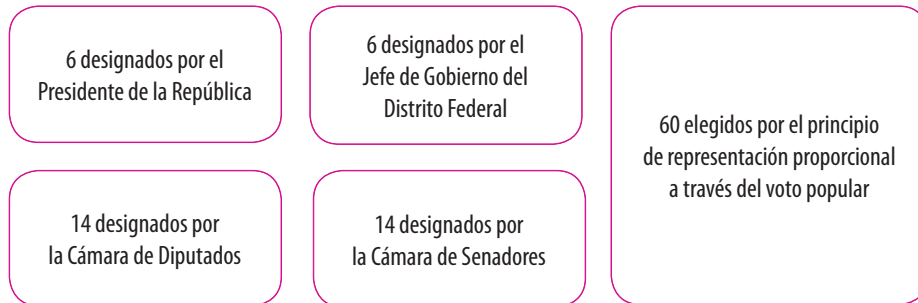 6 designados por el
Presidente de la República
6 designados por el
Jefe de Gobierno del
Distrito Federal
60 elegidos por el principio
de representación proporcional
a través del voto popular
14 designados por
la Cámara de Diputados
14 designados por
la Cámara de Senadores